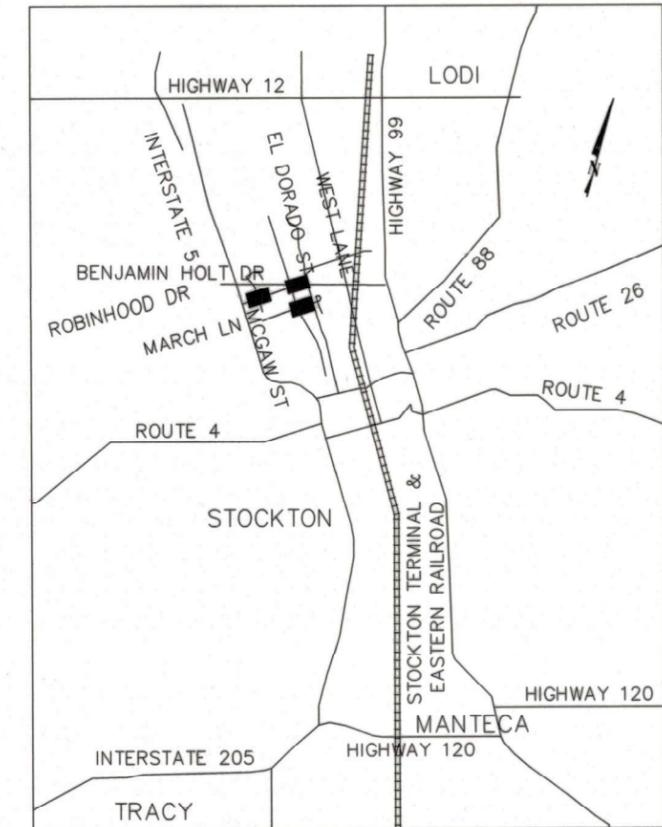 LODI
HIGHWAY 12
HIGHWAY 99
INTERSTATE 5
EL DORADO ST
WEST LANE
N
BENJAMIN HOLT DR
ROUTE 88
ROUTE 26
ROBINHOOD DR
MARCH LN
MCGAW ST
ROUTE 4
ROUTE 4
STOCKTON
STOCKTON TERMINAL &
EASTERN RAILROAD
HIGHWAY 120
MANTECA
HIGHWAY 120
INTERSTATE 205
TRACY